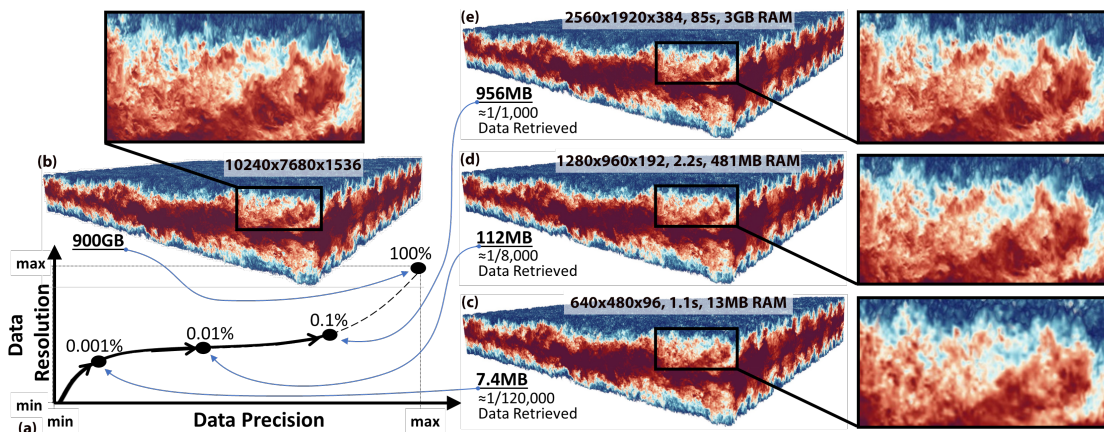 (b)
10240x7680x1536
900GB
max
100%
0.1%
0.01%
0.001%
Data
Resolution
min
(a)
min
Data Precision
max
(e)
2560x1920x384, 85s, 3GB RAM
956MB
≈1/1,000
Data Retrieved
(d)
1280x960x192, 2.2s, 481MB RAM
112MB
≈1/8,000
Data Retrieved
(c)
640x480x96, 1.1s, 13MB RAM
7.4MB
≈1/120,000
Data Retrieved